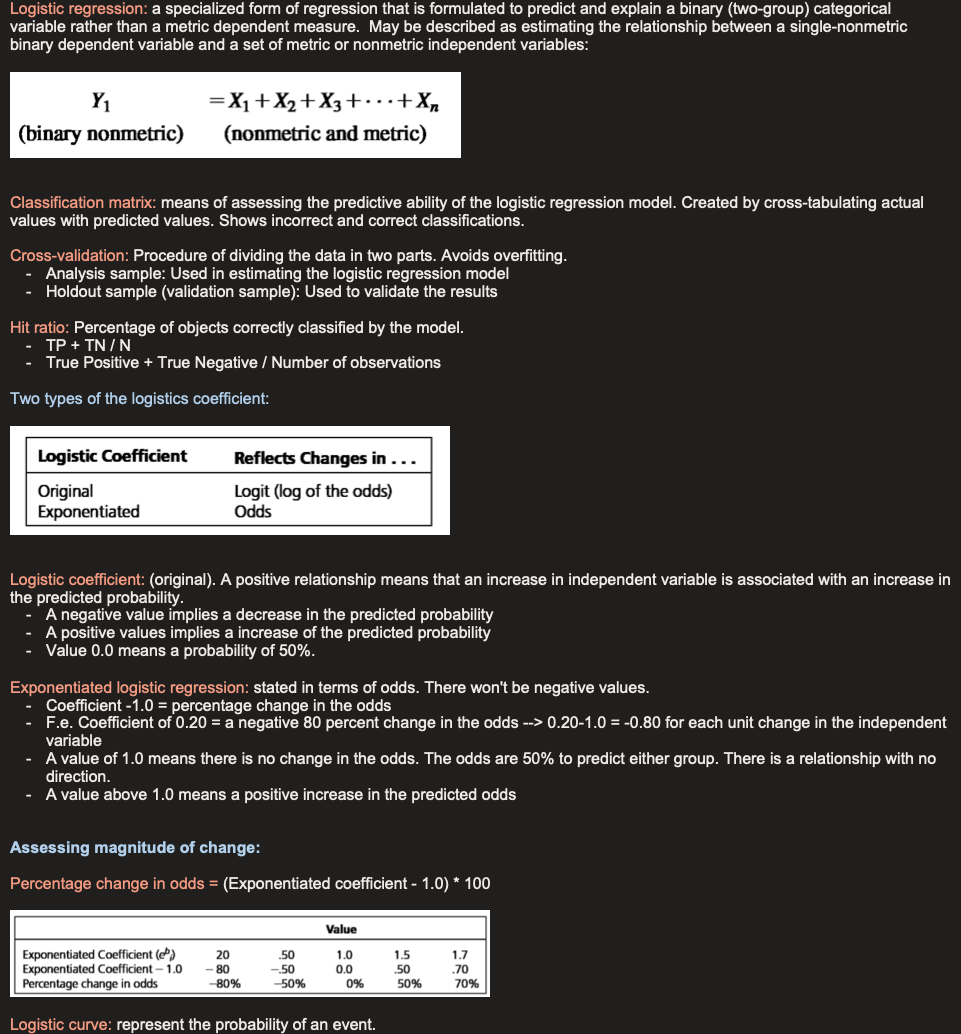 Logistic regression: a specialized form of regression that is formulated to predict and explain a binary (two-group) categorical
variable rather than a metric dependent measure. May be described as estimating the relationship between a single-nonmetric
binary dependent variable and a set of metric or nonmetric independent variables:
Y₁ = X₁ + X₂ + X₃ + · · · + Xₙ
(binary nonmetric) (nonmetric and metric)
Classification matrix: means of assessing the predictive ability of the logistic regression model. Created by cross-tabulating actual
values with predicted values. Shows incorrect and correct classifications.
Cross-validation: Procedure of dividing the data in two parts. Avoids overfitting.
- Analysis sample: Used in estimating the logistic regression model
- Holdout sample (validation sample): Used to validate the results
Hit ratio: Percentage of objects correctly classified by the model.
- TP + TN / N
- True Positive + True Negative / Number of observations
Two types of the logistics coefficient:
Logistic Coefficient Reflects Changes in . . .
Original Logit (log of the odds)
Exponentiated Odds
Logistic coefficient: (original). A positive relationship means that an increase in independent variable is associated with an increase in
the predicted probability.
- A negative value implies a decrease in the predicted probability
- A positive values implies a increase of the predicted probability
- Value 0.0 means a probability of 50%.
Exponentiated logistic regression: stated in terms of odds. There won't be negative values.
- Coefficient -1.0 = percentage change in the odds
- F.e. Coefficient of 0.20 = a negative 80 percent change in the odds --> 0.20-1.0 = -0.80 for each unit change in the independent
variable
- A value of 1.0 means there is no change in the odds. The odds are 50% to predict either group. There is a relationship with no
direction.
- A value above 1.0 means a positive increase in the predicted odds
Assessing magnitude of change:
Percentage change in odds = (Exponentiated coefficient - 1.0) * 100
Value
Exponentiated Coefficient (e^bᵢ) 20 .50 1.0 1.5 1.7
Exponentiated Coefficient – 1.0 – 80 –.50 0.0 .50 .70
Percentage change in odds –80% –50% 0% 50% 70%
Logistic curve: represent the probability of an event.